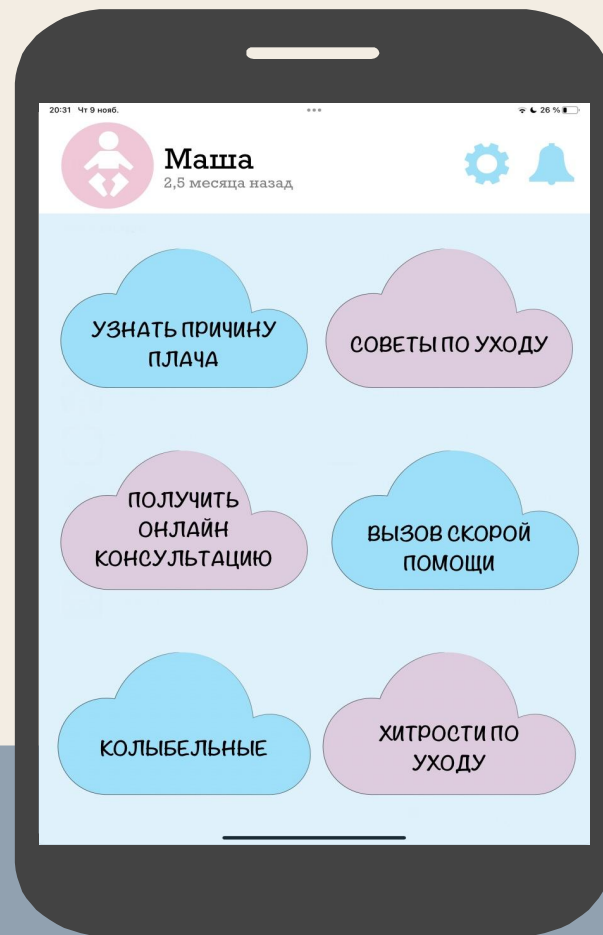 20:31 Чт 9 нояб.
26 %
Маша
2,5 месяца назад
УЗНАТЬ ПРИЧИНУ
ПЛАЧА
СОВЕТЫ ПО УХОДУ
ПОЛУЧИТЬ
ОНЛАЙН
КОНСУЛЬТАЦИЮ
ВЫЗОВ СКОРОЙ
ПОМОЩИ
КОЛЫБЕЛЬНЫЕ
ХИТРОСТИ ПО
УХОДУ